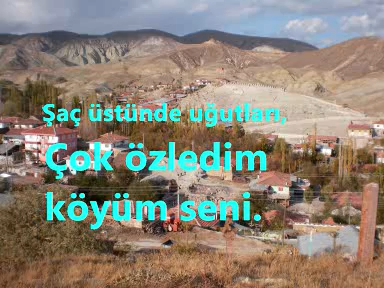 Şaç üstünde uğutları,
Çok özledim
köyüm seni.